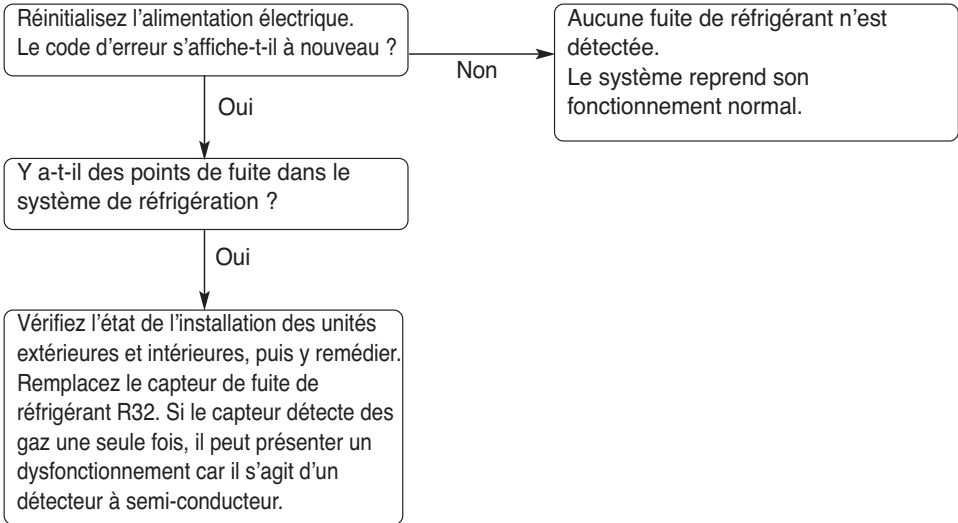 Réinitialisez l’alimentation électrique.
Le code d’erreur s’affiche-t-il à nouveau ?
Non
Aucune fuite de réfrigérant n’est
détectée.
Le système reprend son
fonctionnement normal.
Oui
Y a-t-il des points de fuite dans le
système de réfrigération ?
Oui
Vérifiez l’état de l’installation des unités
extérieures et intérieures, puis y remédier.
Remplacez le capteur de fuite de
réfrigérant R32. Si le capteur détecte des
gaz une seule fois, il peut présenter un
dysfonctionnement car il s’agit d’un
détecteur à semi-conducteur.